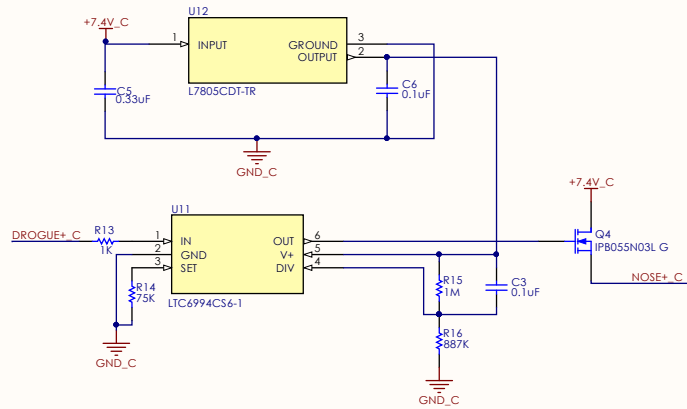 U12
+7.4V_C
1 INPUT
GROUND 3
OUTPUT 2
L7805CDT-TR
C5
0.33uF
C6
0.1uF
GND_C
U11
DROGUE+_C
R13
1K
1 IN
2 GND
3 SET
OUT 6
V+ 5
DIV 4
LTC6994CS6-1
R14
75K
GND_C
R15
1M
C3
0.1uF
R16
887K
GND_C
+7.4V_C
Q4
IPB055N03L G
NOSE+_C